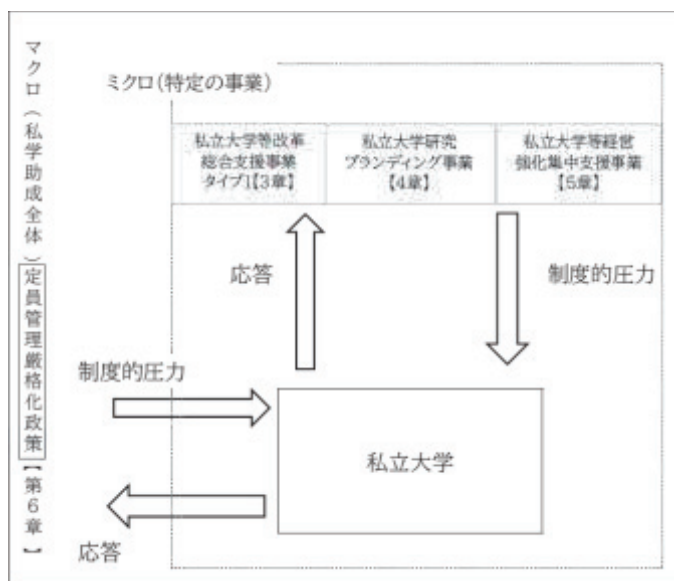 マクロ（私学助成全体）定員管理厳格化政策【第6章】
ミクロ（特定の事業）
私立大学等改革
総合支援事業
タイプ1【3章】
私立大学研究
ブランディング事業
【4章】
私立大学等経営
強化集中支援事業
【5章】
応答
制度的圧力
制度的圧力
私立大学
応答